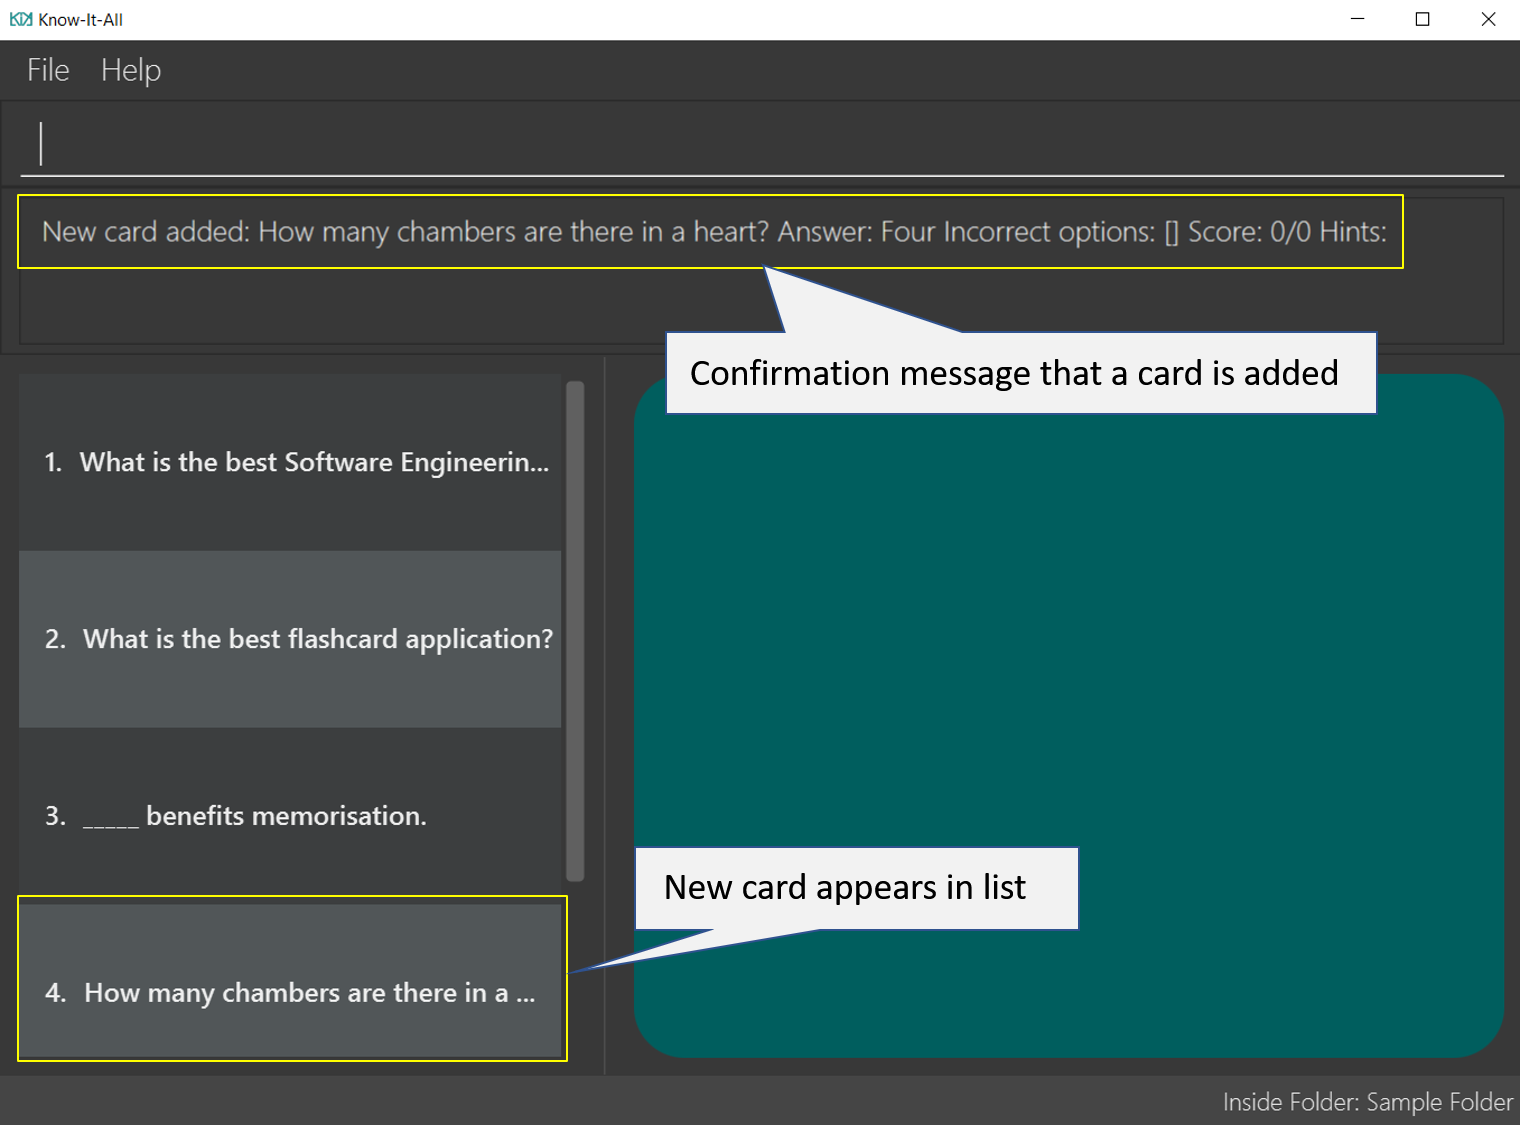 Know-It-All
File Help
New card added: How many chambers are there in a heart? Answer: Four Incorrect options: [] Score: 0/0 Hints:
Confirmation message that a card is added
1. What is the best Software Engineerin...
2. What is the best flashcard application?
3. _____ benefits memorisation.
New card appears in list
4. How many chambers are there in a ...
Inside Folder: Sample Folder